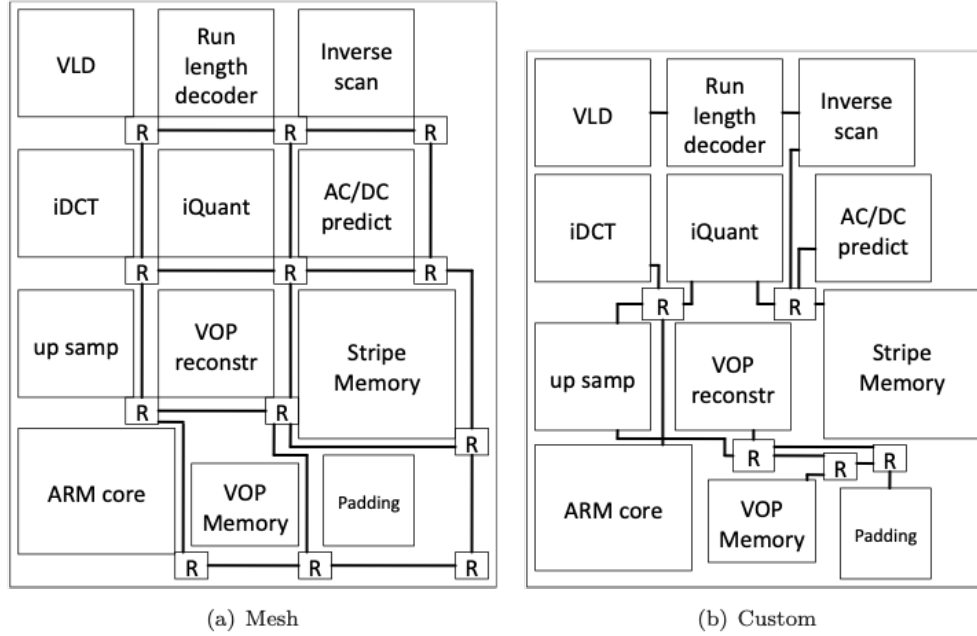 VLD
Run
length
decoder
Inverse
scan
R
R
R
iDCT
iQuant
AC/DC
predict
R
R
R
up samp
VOP
reconstr
Stripe
Memory
R
R
R
ARM core
VOP
Memory
Padding
R
R
R
(a) Mesh
VLD
Run
length
decoder
Inverse
scan
iDCT
iQuant
AC/DC
predict
R
R
up samp
VOP
reconstr
Stripe
Memory
R
R
R
ARM core
VOP
Memory
Padding
(b) Custom